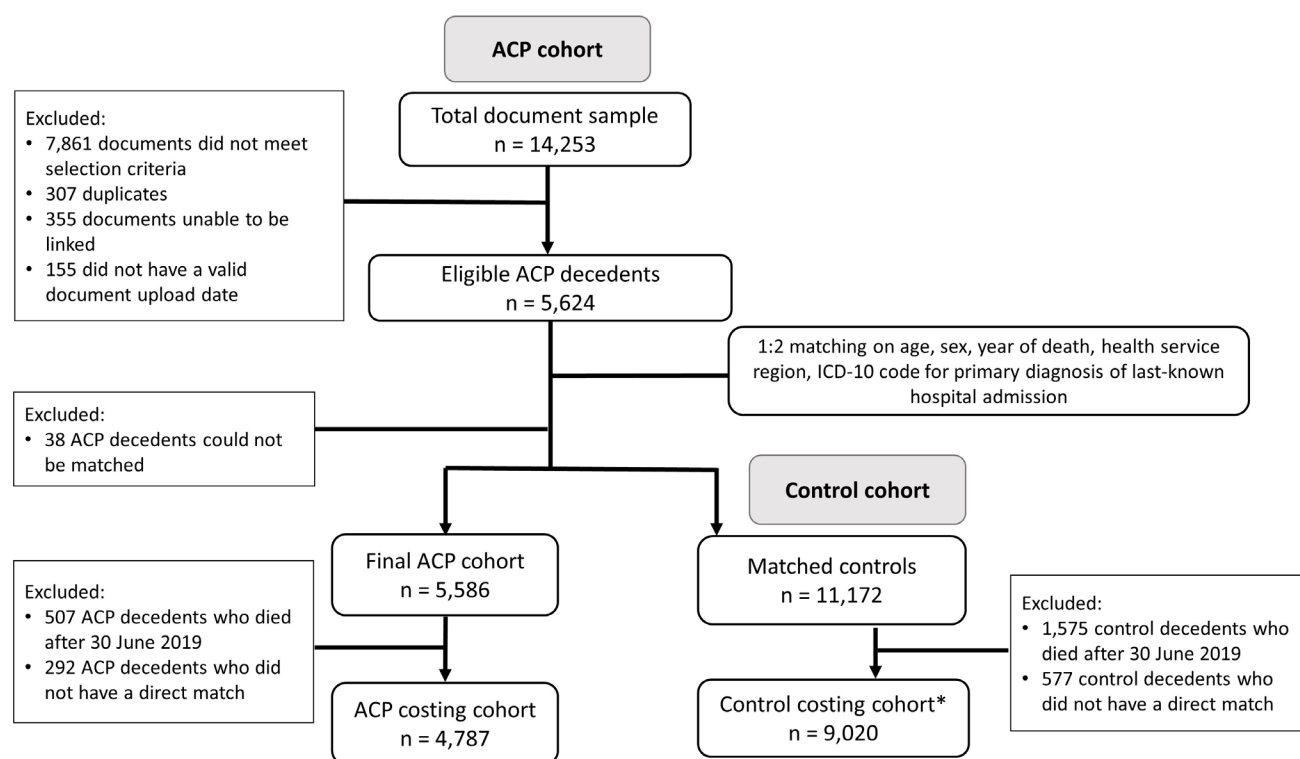 ACP cohort
Total document sample
n = 14,253
Excluded:
• 7,861 documents did not meet
selection criteria
• 307 duplicates
• 355 documents unable to be
linked
• 155 did not have a valid
document upload date
Eligible ACP decedents
n = 5,624
1:2 matching on age, sex, year of death, health service
region, ICD-10 code for primary diagnosis of last-known
hospital admission
Excluded:
• 38 ACP decedents could not
be matched
Control cohort
Final ACP cohort
n = 5,586
Matched controls
n = 11,172
Excluded:
• 507 ACP decedents who died
after 30 June 2019
• 292 ACP decedents who did
not have a direct match
Excluded:
• 1,575 control decedents who
died after 30 June 2019
• 577 control decedents who
did not have a direct match
ACP costing cohort
n = 4,787
Control costing cohort*
n = 9,020